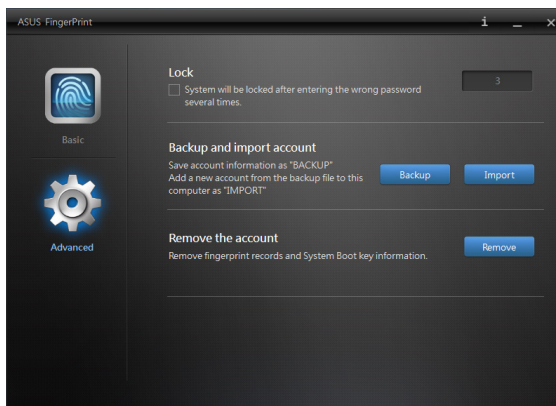 ASUS FingerPrint
Lock
System will be locked after entering the wrong password
several times.
3
Basic
Backup and import account
Save account information as "BACKUP"
Add a new account from the backup file to this
computer as "IMPORT"
Backup
Import
Advanced
Remove the account
Remove fingerprint records and System Boot key information.
Remove